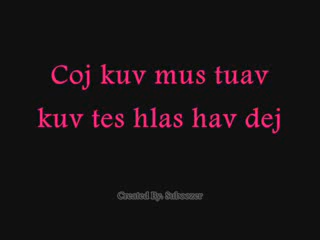 Coj kuv mus tuav
kuv tes hlas hav dej
Created By: Suboozer